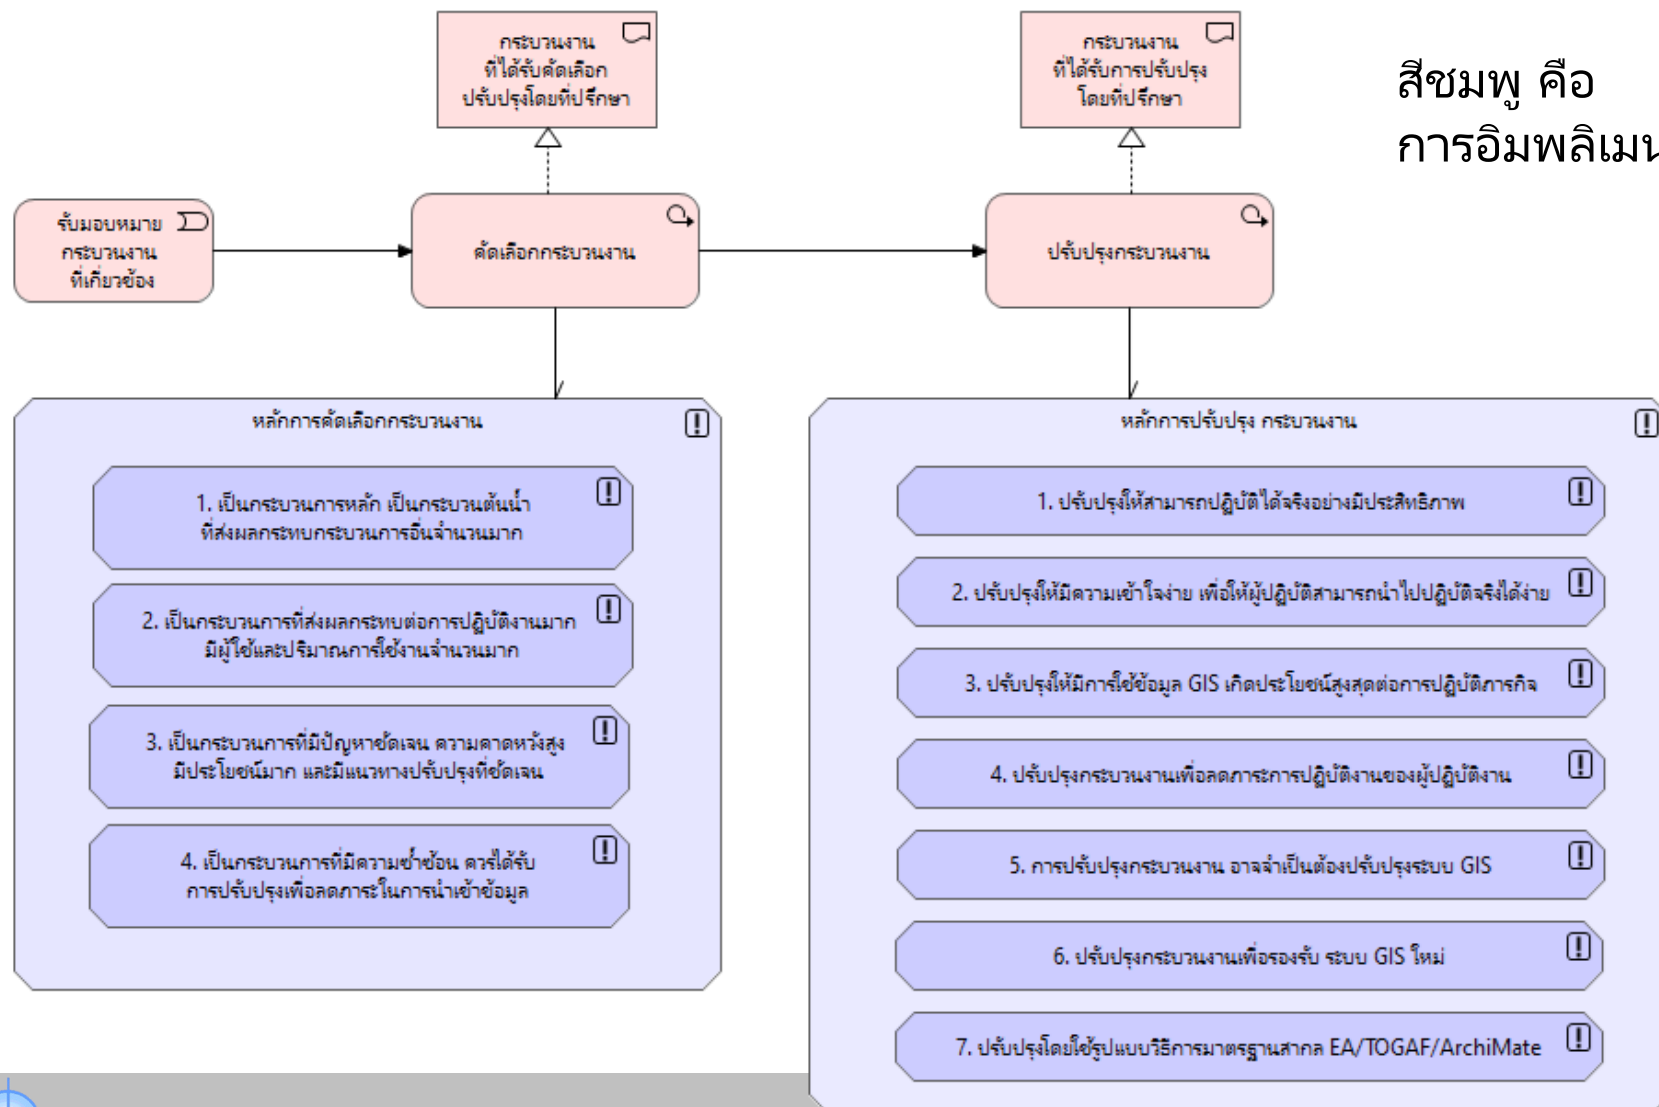 กระบวนงาน
ที่ได้รับคัดเลือก
ปรับปรุงโดยที่ปรึกษา
กระบวนงาน
ที่ได้รับการปรับปรุง
โดยที่ปรึกษา
สีชมพู คือ
การอิมพลิเมน
รับมอบหมาย
กระบวนงาน
ที่เกี่ยวข้อง
คัดเลือกกระบวนงาน
ปรับปรุงกระบวนงาน
หลักการคัดเลือกกระบวนงาน
1. เป็นกระบวนการหลัก เป็นกระบวนต้นน้ำ
ที่ส่งผลกระทบกระบวนการอื่นจำนวนมาก
2. เป็นกระบวนการที่ส่งผลกระทบต่อการปฏิบัติงานมาก
มีผู้ใช้และปริมาณการใช้งานจำนวนมาก
3. เป็นกระบวนการที่มีปัญหาชัดเจน ความคาดหวังสูง
มีประโยชน์มาก และมีแนวทางปรับปรุงที่ชัดเจน
4. เป็นกระบวนการที่มีความซ้ำซ้อน ควรได้รับ
การปรับปรุงเพื่อลดภาระในการนำเข้าข้อมูล
หลักการปรับปรุง กระบวนงาน
1. ปรับปรุงให้สามารถปฏิบัติได้จริงอย่างมีประสิทธิภาพ
2. ปรับปรุงให้มีความเข้าใจง่าย เพื่อให้ผู้ปฏิบัติสามารถนำไปปฏิบัติจริงได้ง่าย
3. ปรับปรุงให้มีการใช้ข้อมูล GIS เกิดประโยชน์สูงสุดต่อการปฏิบัติภารกิจ
4. ปรับปรุงกระบวนงานเพื่อลดภาระการปฏิบัติงานของผู้ปฏิบัติงาน
5. การปรับปรุงกระบวนงาน อาจจำเป็นต้องปรับปรุงระบบ GIS
6. ปรับปรุงกระบวนงานเพื่อรองรับ ระบบ GIS ใหม่
7. ปรับปรุงโดยใช้รูปแบบวิธีการมาตรฐานสากล EA/TOGAF/ArchiMate